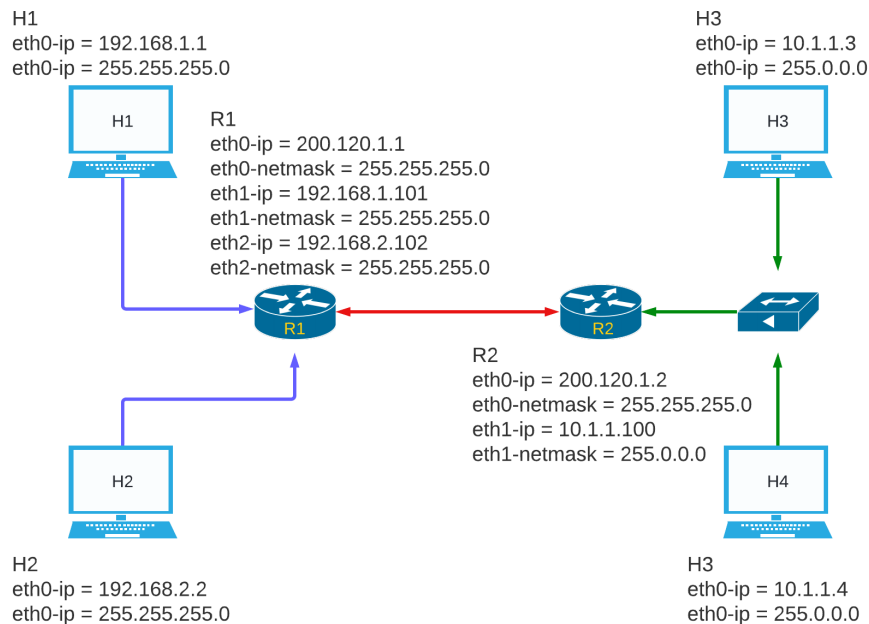 H1
eth0-ip = 192.168.1.1
eth0-ip = 255.255.255.0
H1
H3
eth0-ip = 10.1.1.3
eth0-ip = 255.0.0.0
H3
R1
eth0-ip = 200.120.1.1
eth0-netmask = 255.255.255.0
eth1-ip = 192.168.1.101
eth1-netmask = 255.255.255.0
eth2-ip = 192.168.2.102
eth2-netmask = 255.255.255.0
R1
R2
R2
eth0-ip = 200.120.1.2
eth0-netmask = 255.255.255.0
eth1-ip = 10.1.1.100
eth1-netmask = 255.0.0.0
H2
H2
eth0-ip = 192.168.2.2
eth0-ip = 255.255.255.0
H4
H3
eth0-ip = 10.1.1.4
eth0-ip = 255.0.0.0